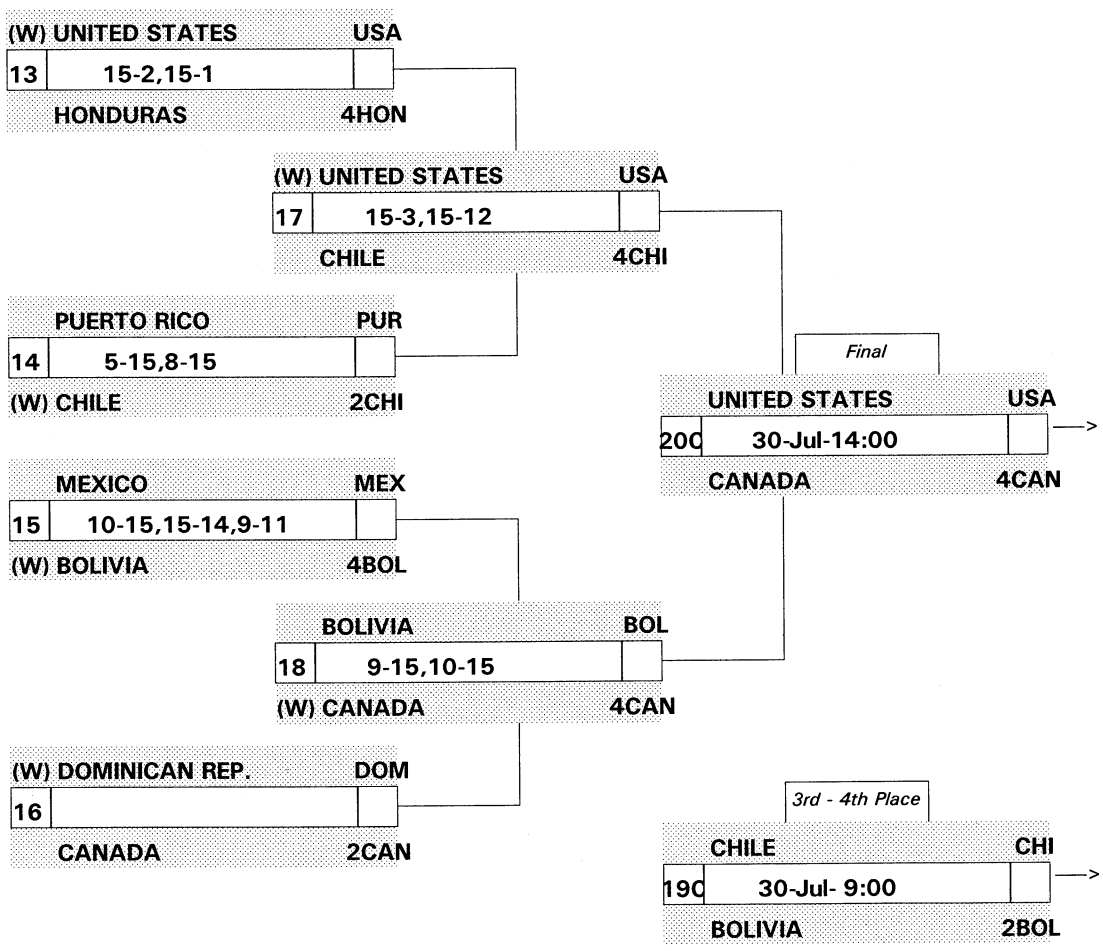 (W) UNITED STATES USA
13 15-2,15-1
HONDURAS 4HON
(W) UNITED STATES USA
17 15-3,15-12
CHILE 4CHI
PUERTO RICO PUR
14 5-15,8-15
(W) CHILE 2CHI
Final
UNITED STATES USA
20C 30-Jul-14:00 —>
CANADA 4CAN
MEXICO MEX
15 10-15,15-14,9-11
(W) BOLIVIA 4BOL
BOLIVIA BOL
18 9-15,10-15
(W) CANADA 4CAN
(W) DOMINICAN REP. DOM
16
CANADA 2CAN
3rd - 4th Place
CHILE CHI
19C 30-Jul- 9:00 —>
BOLIVIA 2BOL